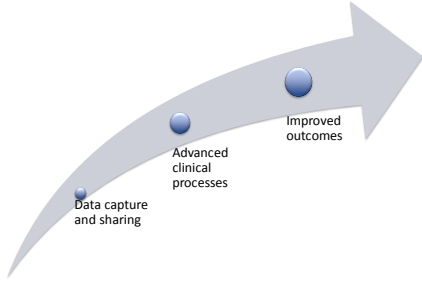 Improved
outcomes
Advanced
clinical
processes
Data capture
and sharing